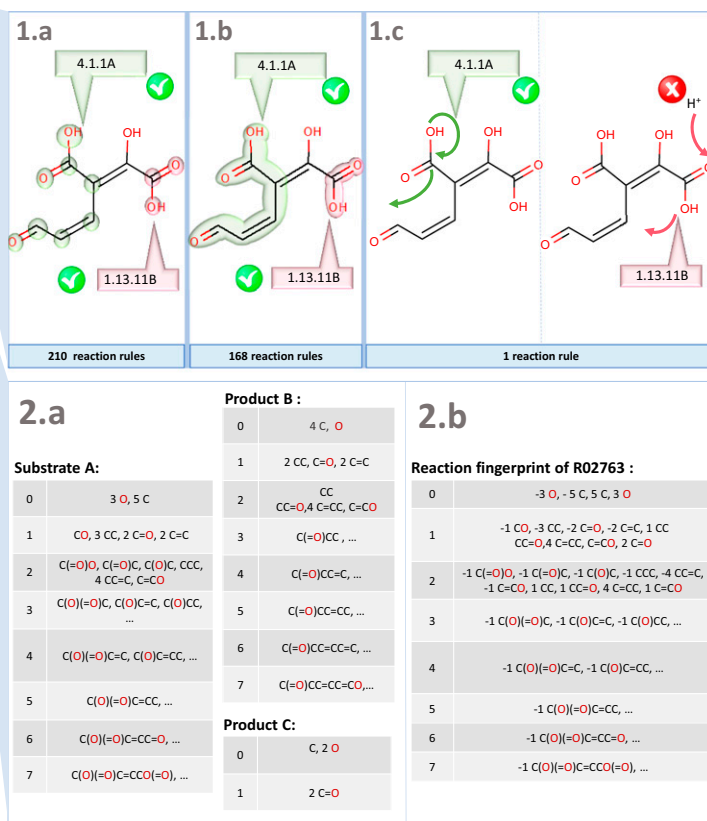 1.a
1.b
1.c
4.1.1A
4.1.1A
4.1.1A
OH
OH
O
OH
O
O
OH
OH
O
OH
O
O
OH
OH
O
OH
O
O
H+
OH
OH
O
OH
O
O
1.13.11B
1.13.11B
1.13.11B
210 reaction rules
168 reaction rules
1 reaction rule
2.a
Substrate A:
0 3 O, 5 C
1 CO, 3 CC, 2 C=O, 2 C=C
2 C(=O)O, C(=O)C, C(O)C, CCC,
4 CC=C, C=CO
3 C(O)(=O)C, C(O)C=C, C(O)CC,
...
4 C(O)(=O)C=C, C(O)C=CC, ...
5 C(O)(=O)C=CC, ...
6 C(O)(=O)C=CC=O, ...
7 C(O)(=O)C=CCO(=O), ...
Product B :
0 4 C, O
1 2 CC, C=O, 2 C=C
2 CC
CC=O,4 C=CC, C=CO
3 C(=O)CC , ...
4 C(=O)CC=C, ...
5 C(=O)CC=CC, ...
6 C(=O)CC=CC=C, ...
7 C(=O)CC=CC=CO,...
Product C:
0 C, 2 O
1 2 C=O
2.b
Reaction fingerprint of R02763 :
0 -3 O, - 5 C, 5 C, 3 O
1 -1 CO, -3 CC, -2 C=O, -2 C=C, 1 CC
CC=O,4 C=CC, C=CO, 2 C=O
2 -1 C(=O)O, -1 C(=O)C, -1 C(O)C, -1 CCC, -4 CC=C,
-1 C=CO, 1 CC, 1 CC=O, 4 C=CC, 1 C=CO
3 -1 C(O)(=O)C, -1 C(O)C=C, -1 C(O)CC, ...
4 -1 C(O)(=O)C=C, -1 C(O)C=CC, ...
5 -1 C(O)(=O)C=CC, ...
6 -1 C(O)(=O)C=CC=O, ...
7 -1 C(O)(=O)C=CCO(=O), ...